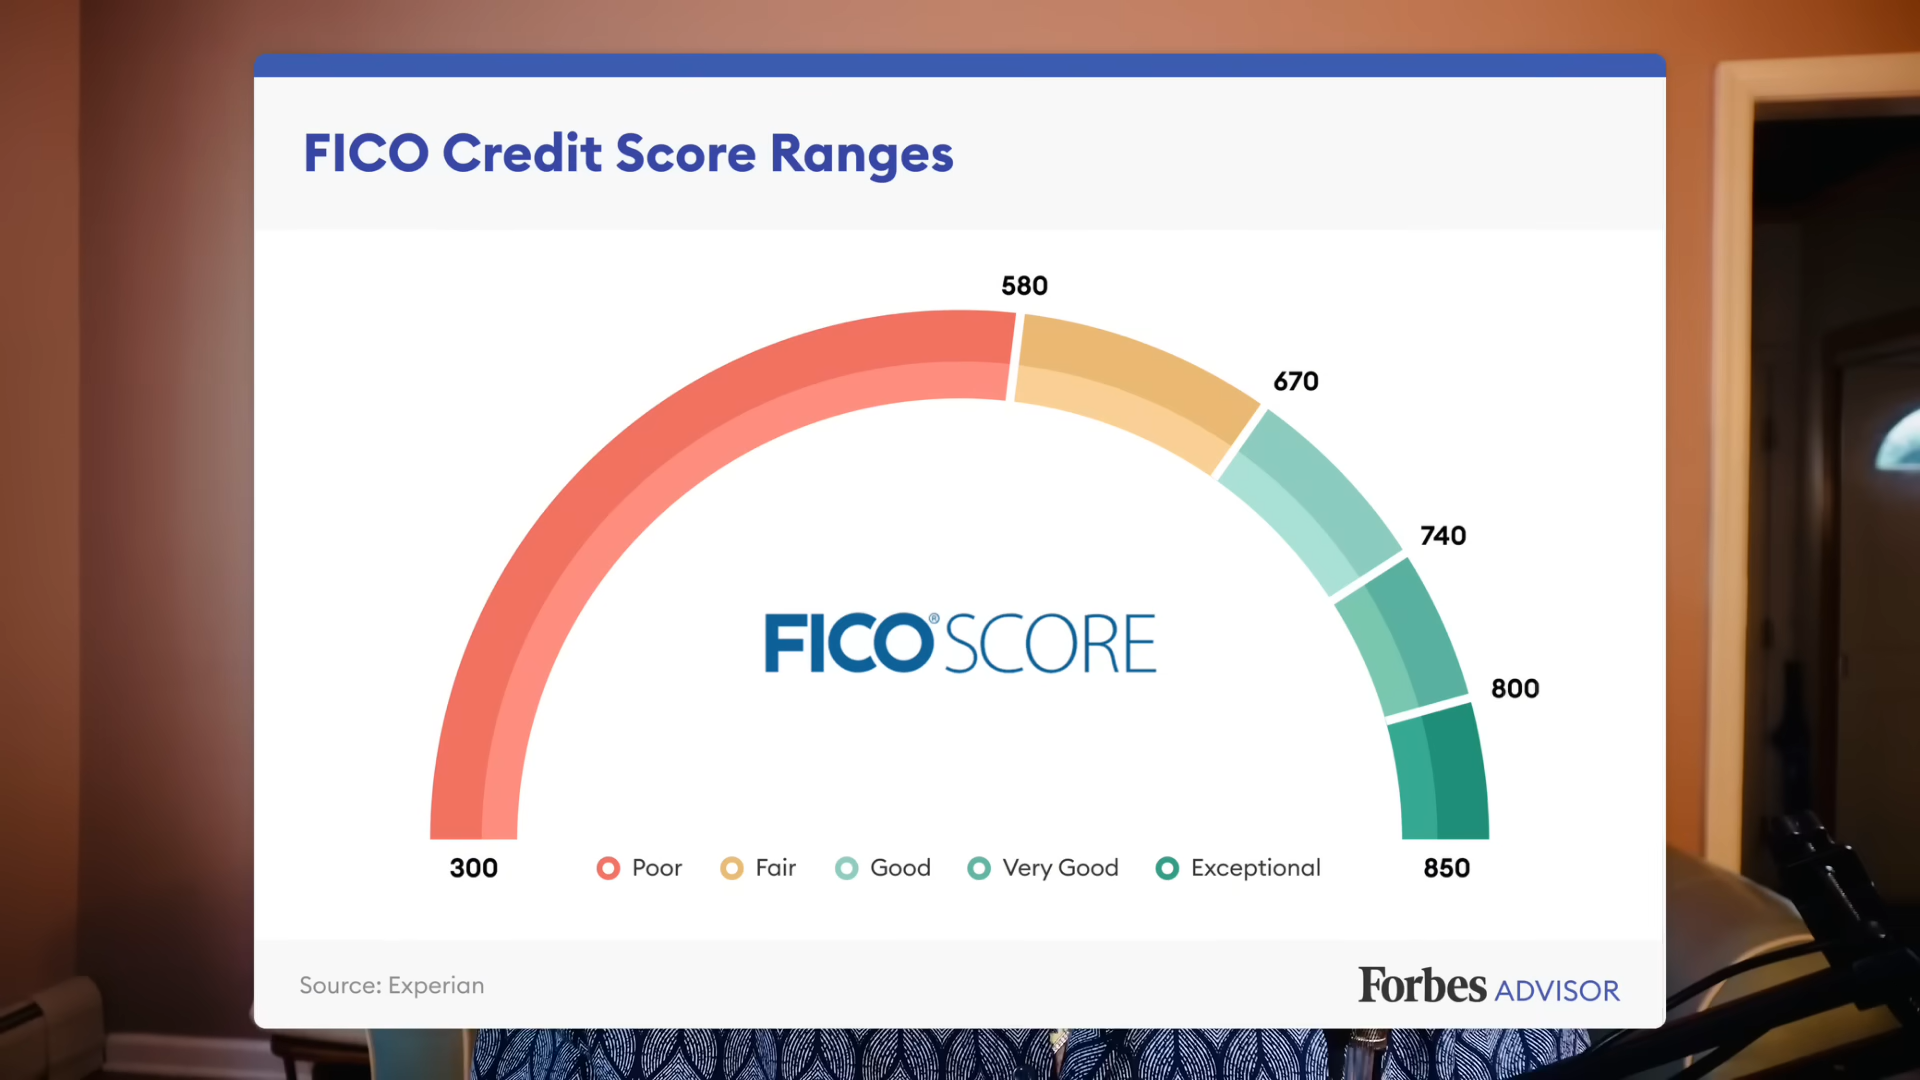 FICO Credit Score Ranges
580
670
740
800
FICO® SCORE
300
Poor Fair Good Very Good Exceptional
850
Source: Experian
Forbes ADVISOR